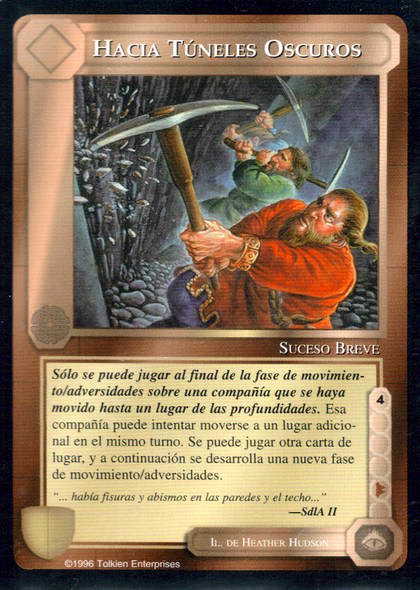 HACIA TÚNELES OSCUROS
SUCESO BREVE
Sólo se puede jugar al final de la fase de movimien-
to/adversidades sobre una compañía que se haya
movido hasta un lugar de las profundidades. Esa
compañía puede intentar moverse a un lugar adicio-
nal en el mismo turno. Se puede jugar otra carta de
lugar, y a continuación se desarrolla una nueva fase
de movimiento/adversidades.
4
"... había fisuras y abismos en las paredes y el techo..."
—SdlA II
IL. DE HEATHER HUDSON
©1996 Tolkien Enterprises